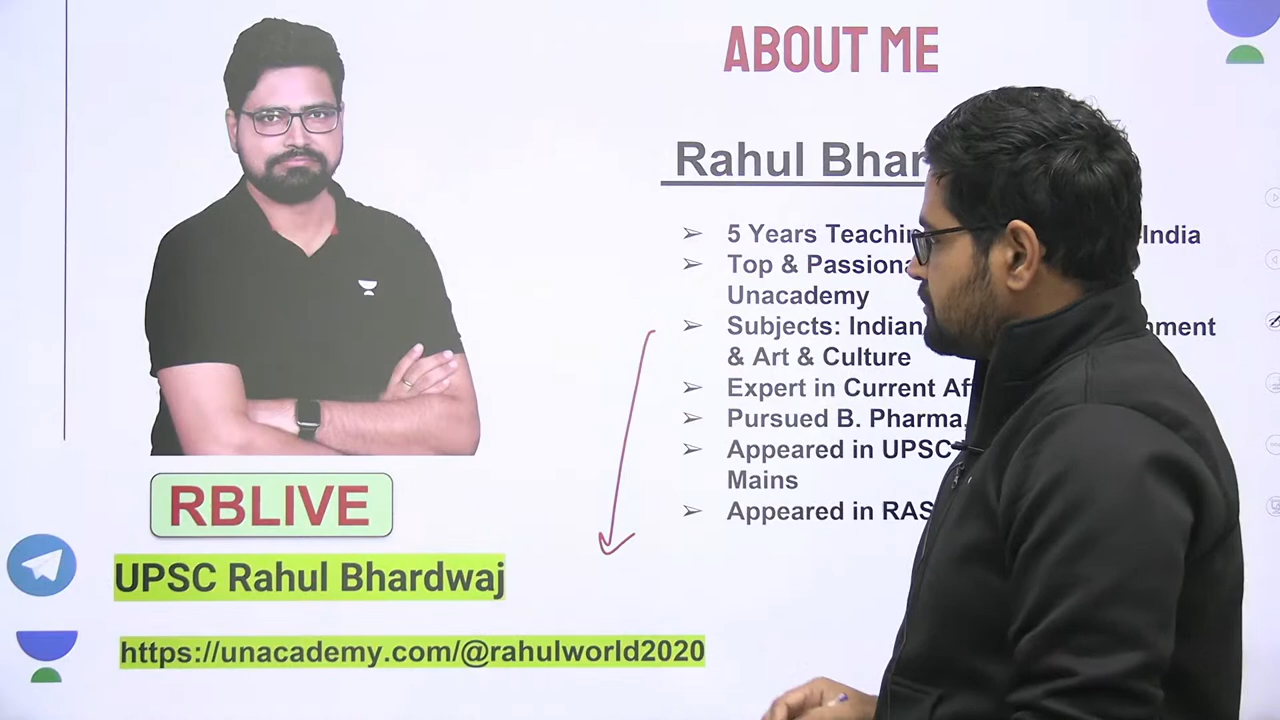 ABOUT ME
Rahul Bhar
5 Years Teachin India
Top & Passiona
Unacademy
Subjects: Indian nment
& Art & Culture
Expert in Current Af
Pursued B. Pharma,
Appeared in UPSC
Mains
Appeared in RAS
RBLIVE
UPSC Rahul Bhardwaj
https://unacademy.com/@rahulworld2020